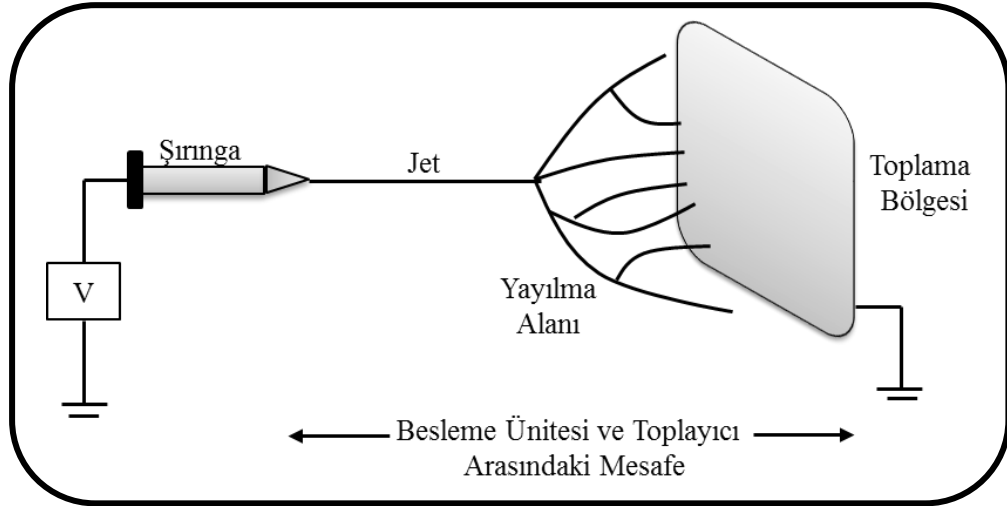 Şırınga
Jet
Toplama
Bölgesi
V
Yayılma
Alanı
Besleme Ünitesi ve Toplayıcı
Arasındaki Mesafe